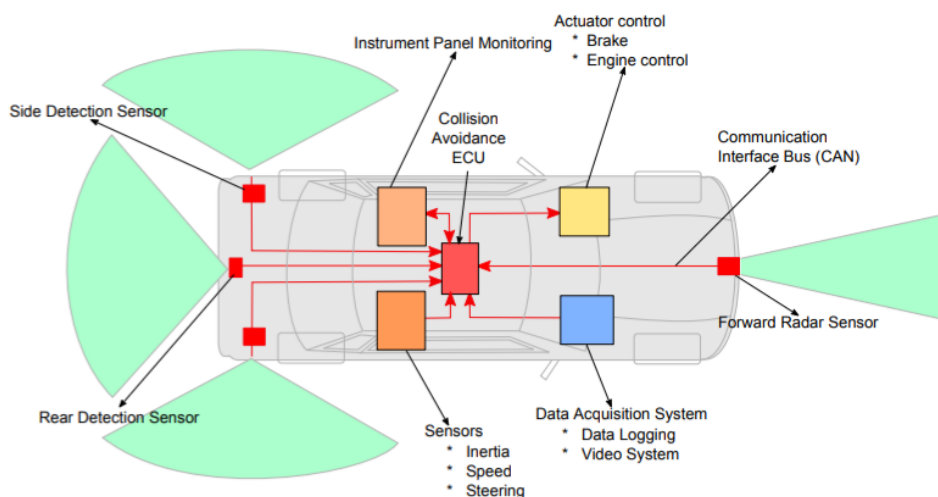 Actuator control
* Brake
* Engine control
Instrument Panel Monitoring
Side Detection Sensor
Collision
Avoidance
ECU
Communication
Interface Bus (CAN)
Forward Radar Sensor
Rear Detection Sensor
Sensors
* Inertia
* Speed
* Steering
Data Acquisition System
* Data Logging
* Video System